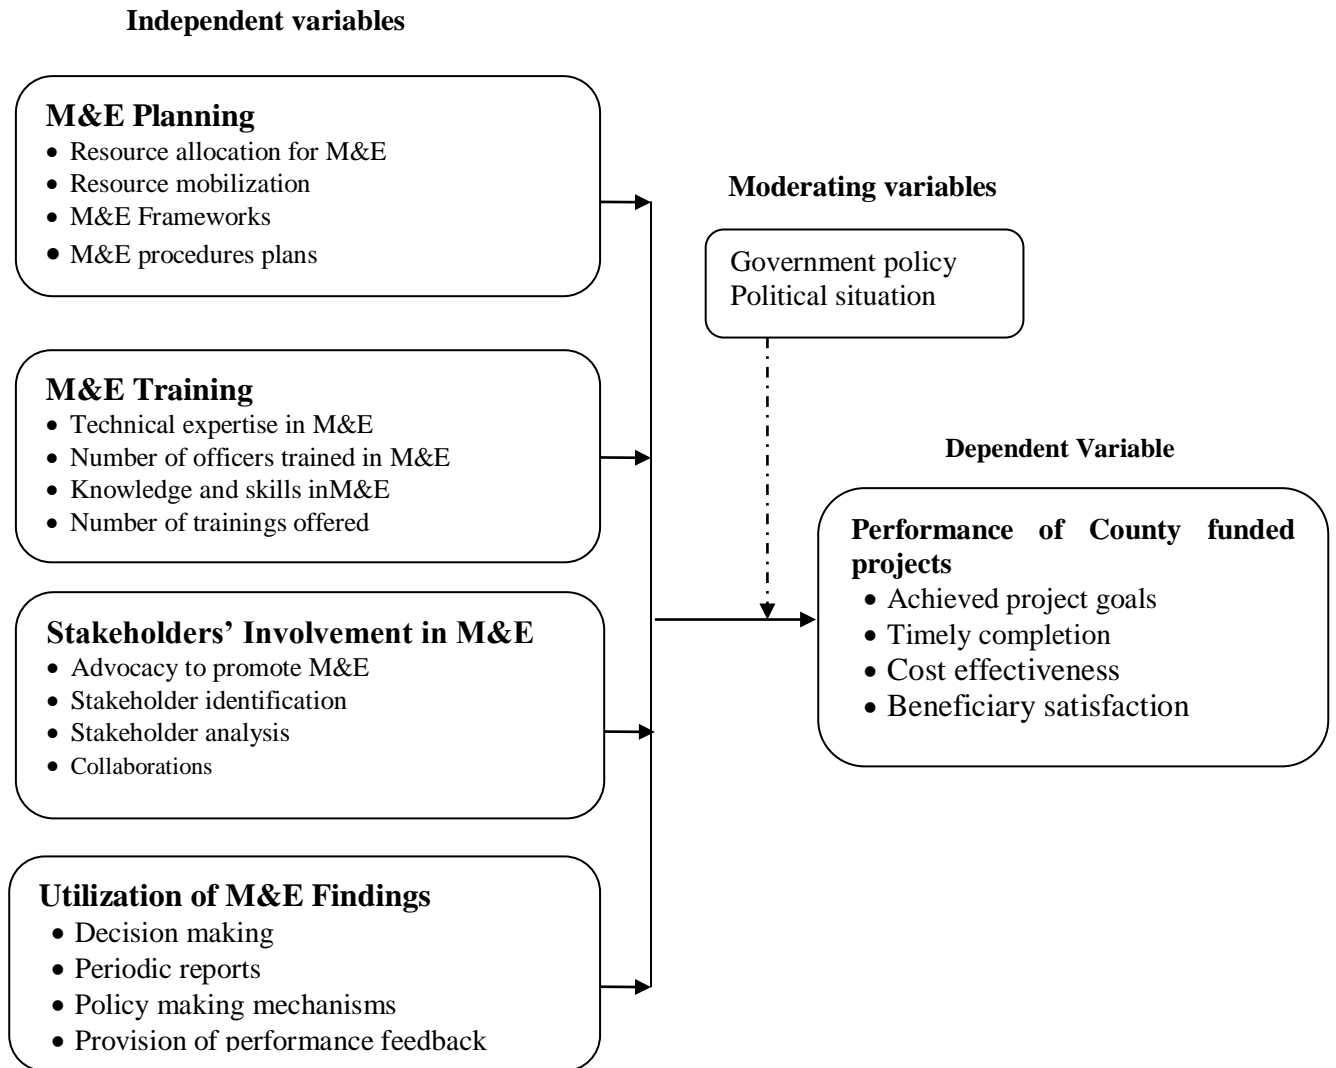 Independent variables
M&E Planning
• Resource allocation for M&E
• Resource mobilization
• M&E Frameworks
• M&E procedures plans
M&E Training
• Technical expertise in M&E
• Number of officers trained in M&E
• Knowledge and skills inM&E
• Number of trainings offered
Stakeholders’ Involvement in M&E
• Advocacy to promote M&E
• Stakeholder identification
• Stakeholder analysis
• Collaborations
Utilization of M&E Findings
• Decision making
• Periodic reports
• Policy making mechanisms
• Provision of performance feedback
Moderating variables
Government policy
Political situation
Dependent Variable
Performance of County funded
projects
• Achieved project goals
• Timely completion
• Cost effectiveness
• Beneficiary satisfaction